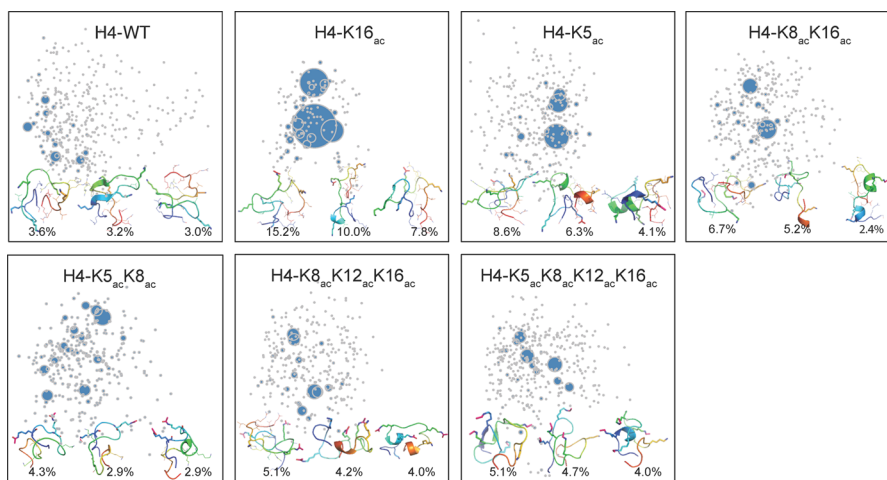 H4-WT
3.6% 3.2% 3.0%
H4-K16ac
15.2% 10.0% 7.8%
H4-K5ac
8.6% 6.3% 4.1%
H4-K8acK16ac
6.7% 5.2% 2.4%
H4-K5acK8ac
4.3% 2.9% 2.9%
H4-K8acK12acK16ac
5.1% 4.2% 4.0%
H4-K5acK8acK12acK16ac
5.1% 4.7% 4.0%